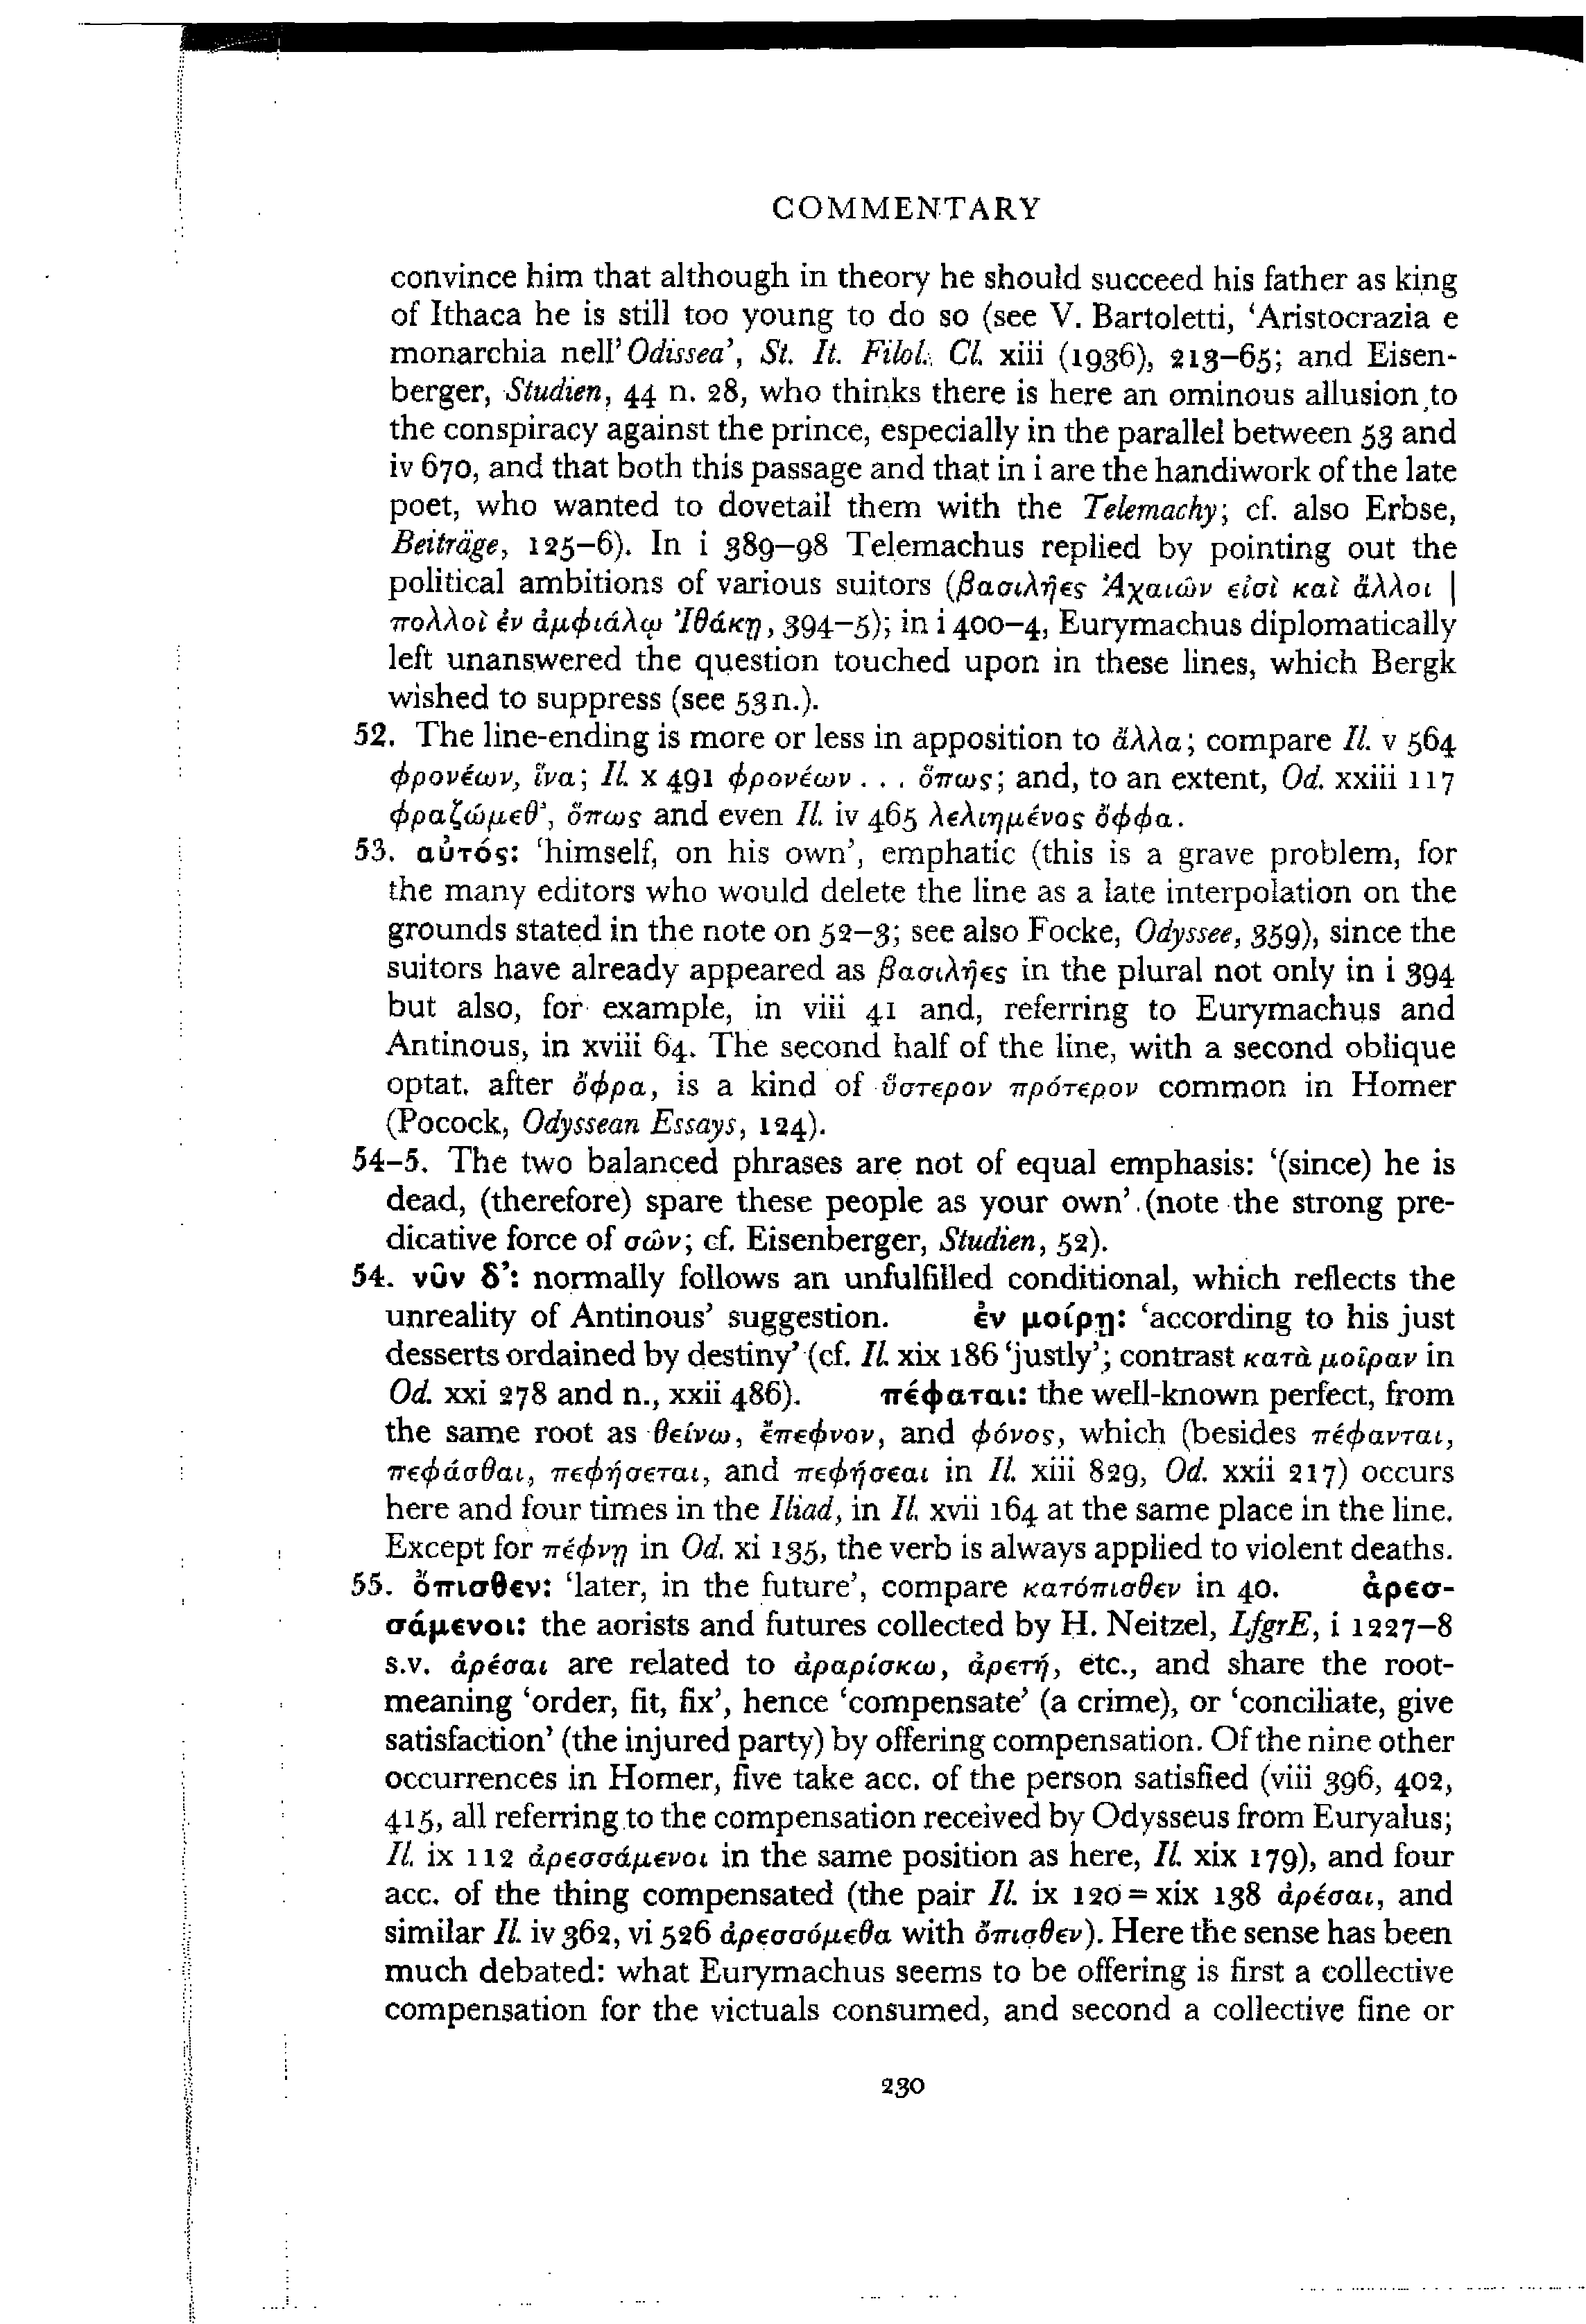 COMMENTARY
convince him that although in theory he should succeed his father as king
of Ithaca he is still too young to do so (see V. Bartoletti, ‘Aristocrazia e
monarchia nell’ Odissea’, St. It. Filol. Cl. xiii (1936), 213–65; and Eisen-
berger, Studien, 44 n. 28, who thinks there is here an ominous allusion to
the conspiracy against the prince, especially in the parallel between 53 and
iv 670, and that both this passage and that in i are the handiwork of the late
poet, who wanted to dovetail them with the Telemachy; cf. also Erbse,
Beiträge, 125–6). In i 389–98 Telemachus replied by pointing out the
political ambitions of various suitors (βασιλῆες Ἀχαιῶν εἰσὶ καὶ ἄλλοι |
πολλοὶ ἐν ἀμφιάλῳ Ἰθάκῃ, 394–5); in i 400–4, Eurymachus diplomatically
left unanswered the question touched upon in these lines, which Bergk
wished to suppress (see 53n.).
52. The line-ending is more or less in apposition to ἄλλα; compare Il. v 564
φρονέων, ἵνα; Il. x 491 φρονέων . . . ὅπως; and, to an extent, Od. xxiii 117
φραζώμεθ’, ὅπως and even Il. iv 465 λελιημένος ὄφφα.
53. αὐτός: ‘himself, on his own’, emphatic (this is a grave problem, for
the many editors who would delete the line as a late interpolation on the
grounds stated in the note on 52–3; see also Focke, Odyssee, 359), since the
suitors have already appeared as βασιλῆες in the plural not only in i 394
but also, for example, in viii 41 and, referring to Eurymachus and
Antinous, in xviii 64. The second half of the line, with a second oblique
optat. after ὄφρα, is a kind of ὕστερον πρότερον common in Homer
(Pocock, Odyssean Essays, 124).
54–5. The two balanced phrases are not of equal emphasis: ‘(since) he is
dead, (therefore) spare these people as your own’ (note the strong pre-
dicative force of σῶν; cf. Eisenberger, Studien, 52).
54. νῦν δ’: normally follows an unfulfilled conditional, which reflects the
unreality of Antinous’ suggestion. ἐν μοίρῃ: ‘according to his just
desserts ordained by destiny’ (cf. Il. xix 186 ‘justly’; contrast κατὰ μοῖραν in
Od. xxi 278 and n., xxii 486). πέφαται: the well-known perfect, from
the same root as θείνω, ἔπεφνον, and φόνος, which (besides πέφανται,
πεφάσθαι, πεφήσεται, and πεφήσεαι in Il. xiii 829, Od. xxii 217) occurs
here and four times in the Iliad, in Il. xvii 164 at the same place in the line.
Except for πέφνῃ in Od. xi 135, the verb is always applied to violent deaths.
55. ὄπισθεν: ‘later, in the future’, compare κατόπισθεν in 40. ἀρεσ-
σάμενοι: the aorists and futures collected by H. Neitzel, LfgrE, i 1227–8
s.v. ἀρέσαι are related to ἀραρίσκω, ἀρετή, etc., and share the root-
meaning ‘order, fit, fix’, hence ‘compensate’ (a crime), or ‘conciliate, give
satisfaction’ (the injured party) by offering compensation. Of the nine other
occurrences in Homer, five take acc. of the person satisfied (viii 396, 402,
415, all referring to the compensation received by Odysseus from Euryalus;
Il. ix 112 ἀρεσσάμενοι in the same position as here, Il. xix 179), and four
acc. of the thing compensated (the pair Il. ix 120 = xix 138 ἀρέσαι, and
similar Il. iv 362, vi 526 ἀρεσσόμεθα with ὄπισθεν). Here the sense has been
much debated: what Eurymachus seems to be offering is first a collective
compensation for the victuals consumed, and second a collective fine or
230